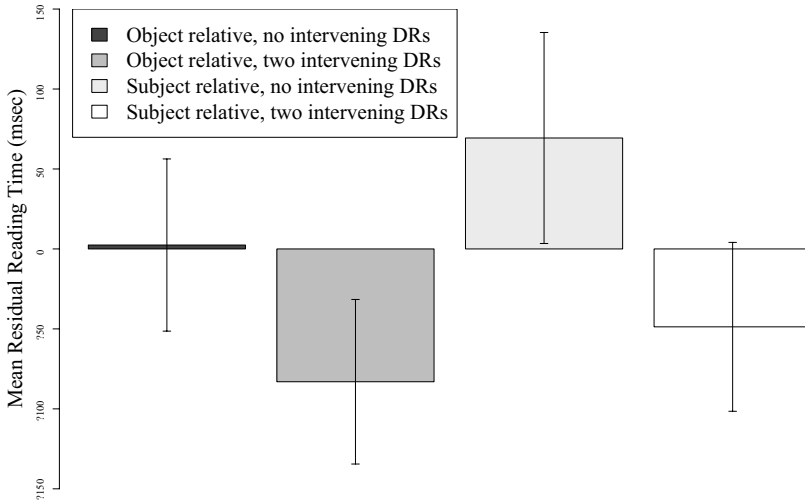 150
Object relative, no intervening DRs
Object relative, two intervening DRs
Subject relative, no intervening DRs
Subject relative, two intervening DRs
100
50
0
?50
?100
?150
Mean Residual Reading Time (msec)